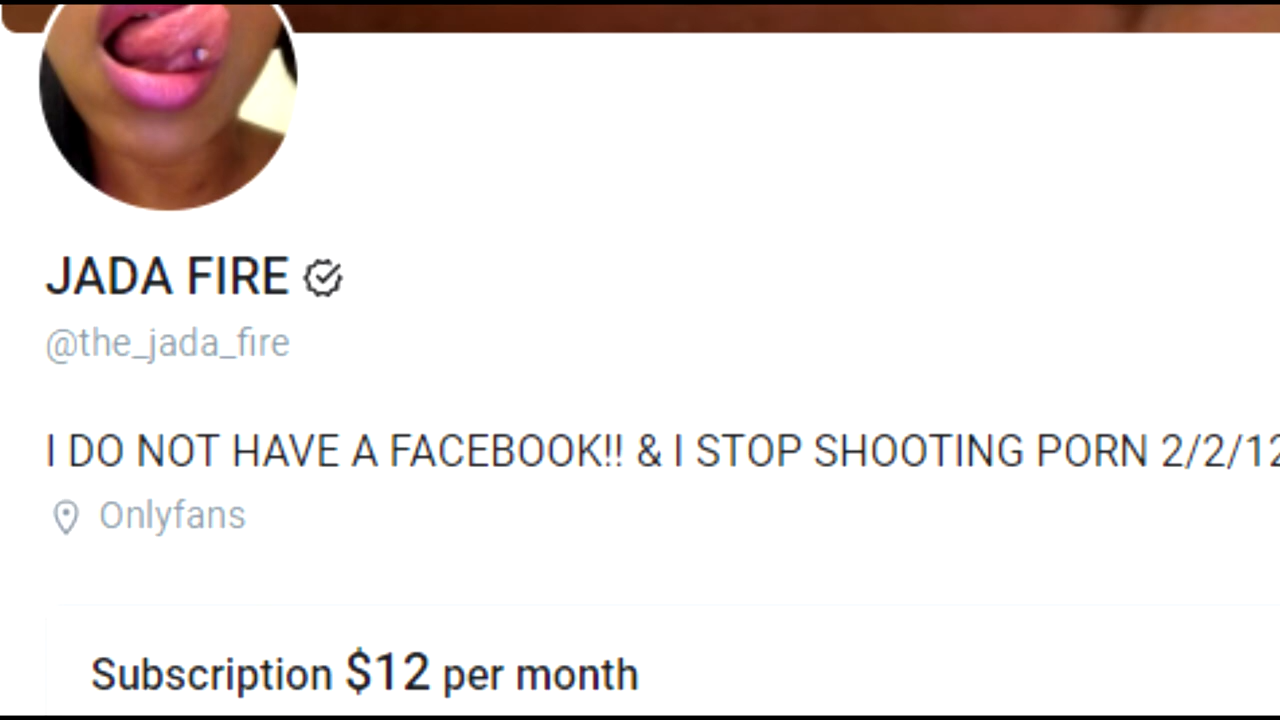 JADA FIRE
@the_jada_fire
I DO NOT HAVE A FACEBOOK!! & I STOP SHOOTING PORN 2/2/12
Onlyfans
Subscription $12 per month